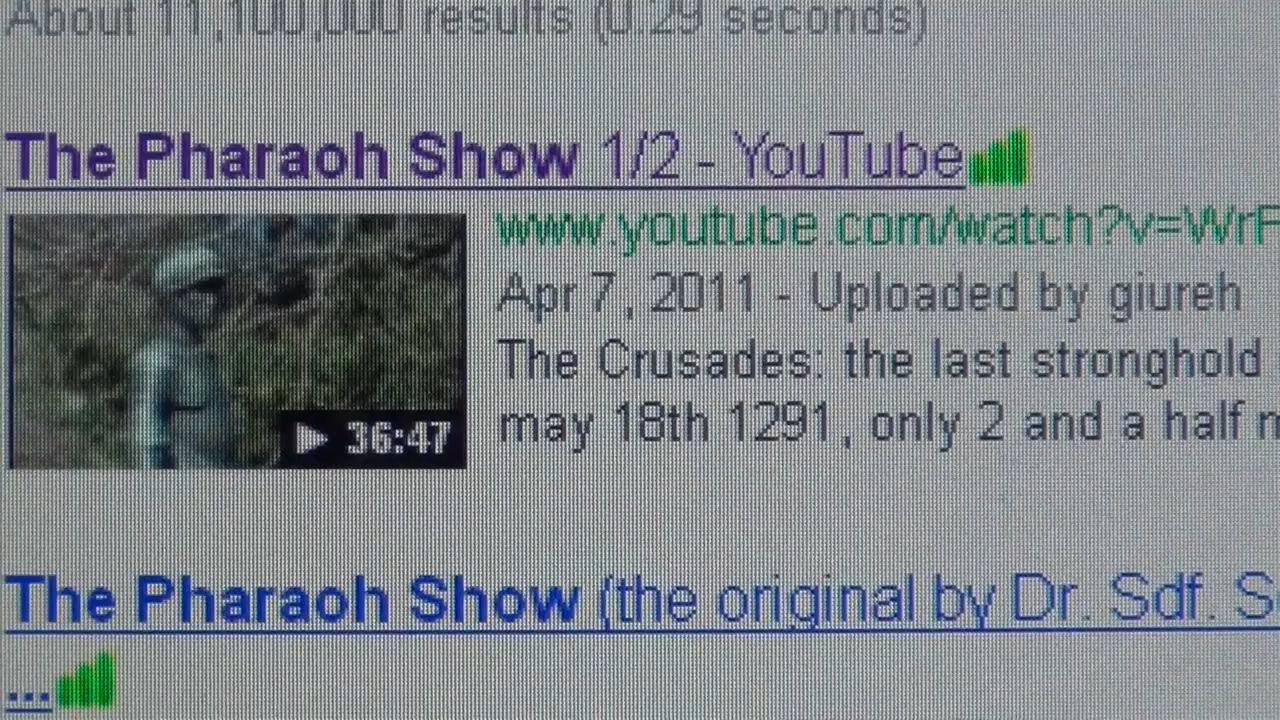 About 11,100,000 results (0.29 seconds)
The Pharaoh Show 1/2 - YouTube
www.youtube.com/watch?v=WrF
Apr 7, 2011 - Uploaded by giureh
The Crusades: the last stronghold
may 18th 1291, only 2 and a half
36:47
The Pharaoh Show (the original by Dr. Sdf. S
...